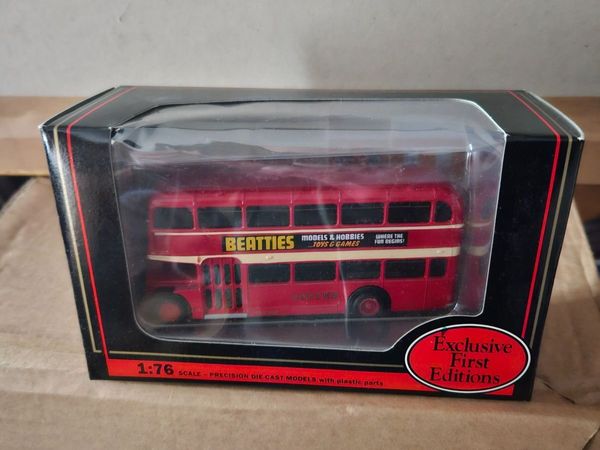 BEATTIES MODELS & HOBBIES WHERE THE
...TOYS & GAMES FUN BEGINS!
1:76 SCALE - PRECISION DIE-CAST MODELS with plastic parts
Exclusive
First
Editions